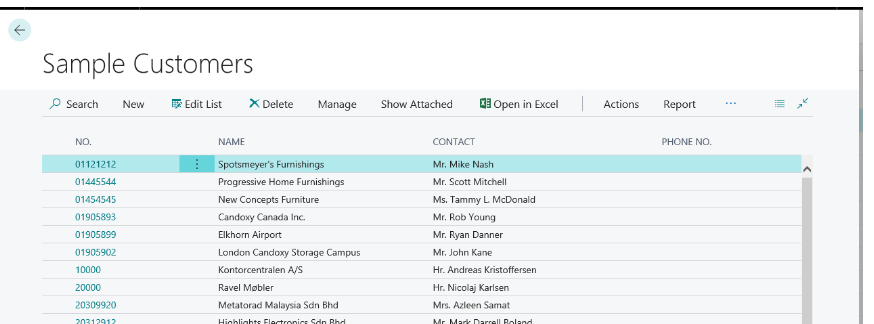 Sample Customers
Search New Edit List Delete Manage Show Attached Open in Excel Actions Report ...
NO. NAME CONTACT PHONE NO.
01121212 Spotsmeyer's Furnishings Mr. Mike Nash
01445544 Progressive Home Furnishings Mr. Scott Mitchell
01454545 New Concepts Furniture Ms. Tammy L. McDonald
01905893 Candoxy Canada Inc. Mr. Rob Young
01905899 Elkhorn Airport Mr. Ryan Danner
01905902 London Candoxy Storage Campus Mr. John Kane
10000 Kontorcentralen A/S Hr. Andreas Kristoffersen
20000 Ravel Møbler Hr. Nicolaj Karlsen
20309920 Metatorad Malaysia Sdn Bhd Mrs. Azleen Samat
20312912 Highlights Electronics Sdn Bhd Mr. Mark Darrell Boland